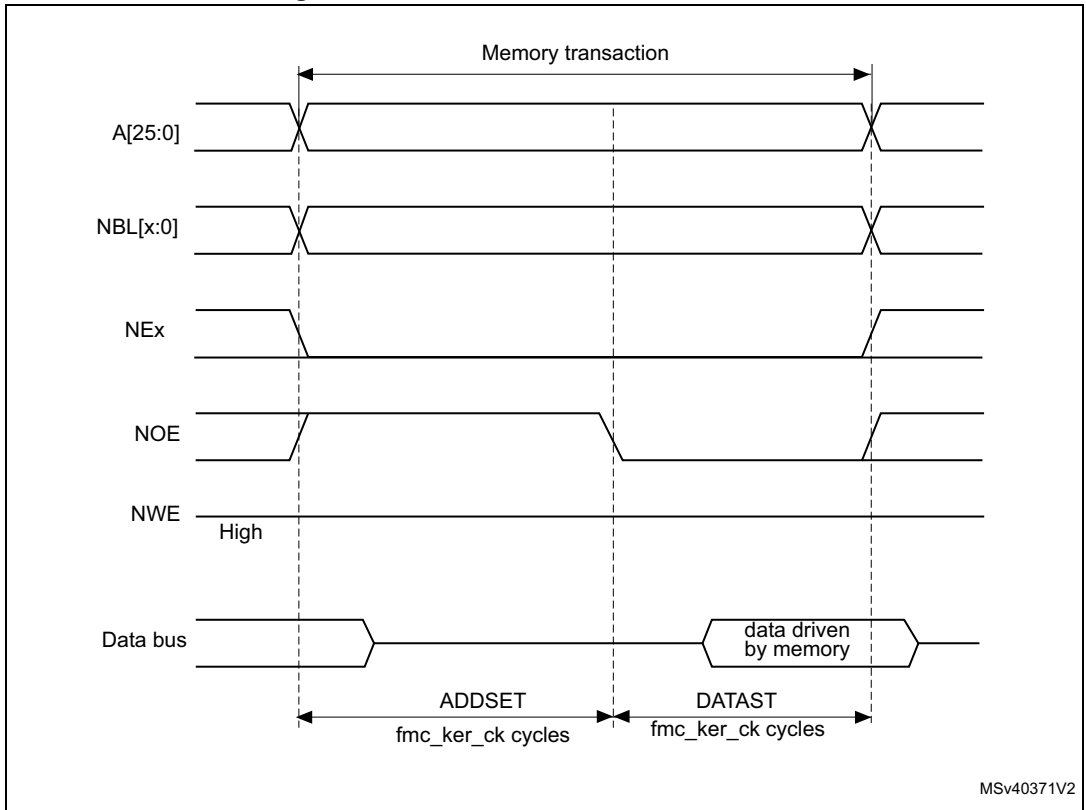 Memory transaction
A[25:0]
NBL[x:0]
NEx
NOE
NWE
High
Data bus
data driven
by memory
ADDSET
fmc_ker_ck cycles
DATAST
fmc_ker_ck cycles
MSv40371V2